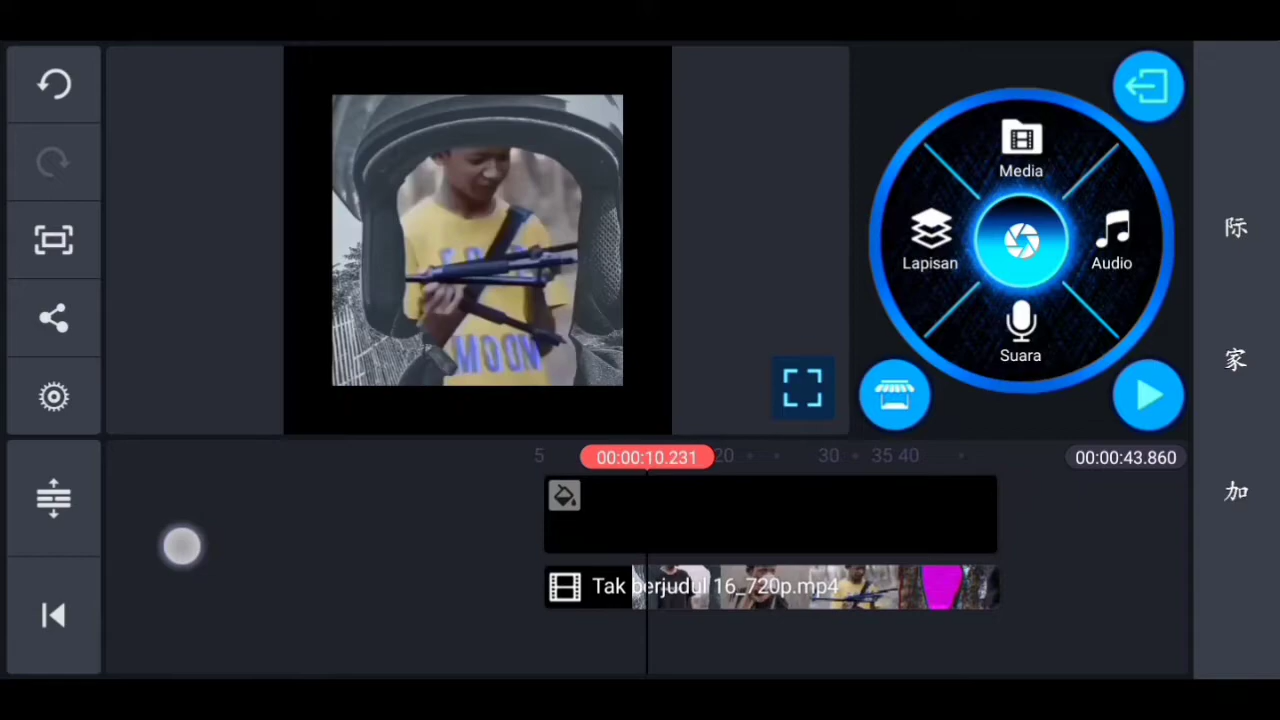 Media
Lapisan
Audio
Suara
MOON
5
00:00:10.231
20
30
35 40
00:00:43.860
Tak berjudul 16_720p.mp4
际
家
加